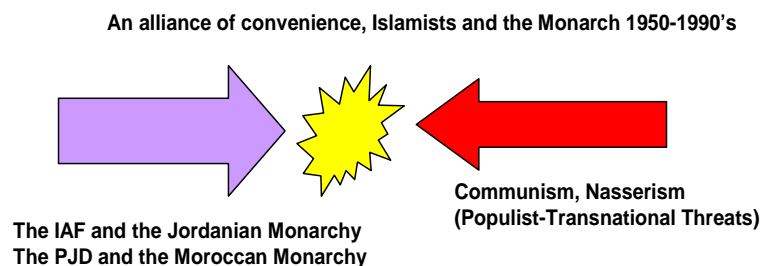 An alliance of convenience, Islamists and the Monarch 1950-1990's
Communism, Nasserism
(Populist-Transnational Threats)
The IAF and the Jordanian Monarchy
The PJD and the Moroccan Monarchy